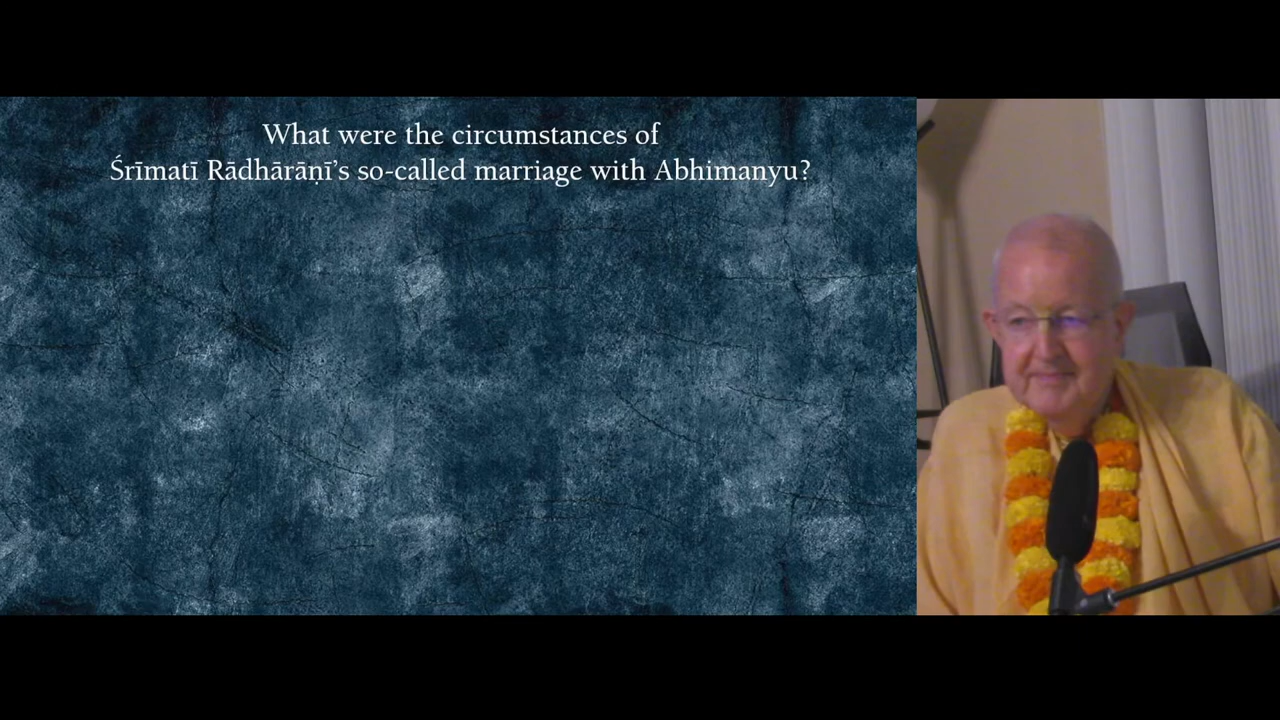 What were the circumstances of
Śrīmatī Rādhārāṇī’s so-called marriage with Abhimanyu?